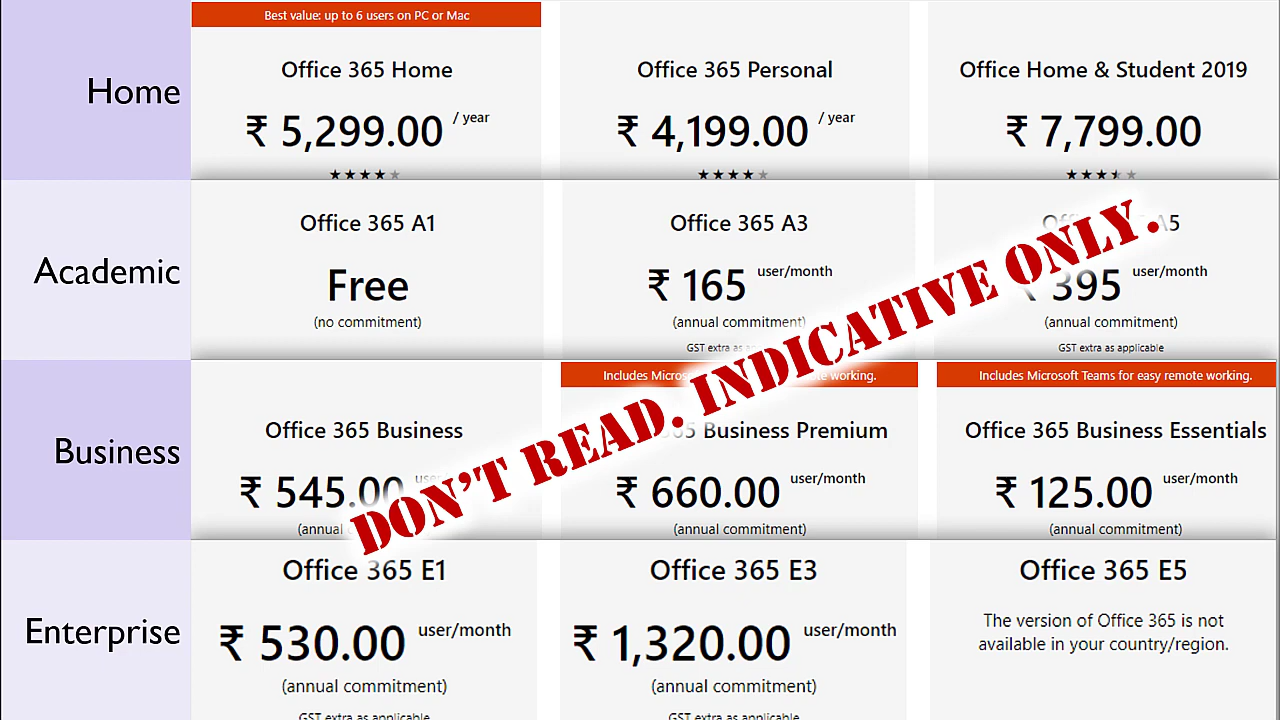 Home
Best value: up to 6 users on PC or Mac
Office 365 Home
₹ 5,299.00 / year
Office 365 Personal
₹ 4,199.00 / year
Office Home & Student 2019
₹ 7,799.00
Academic
Office 365 A1
Free
(no commitment)
Office 365 A3
₹ 165 user/month
(annual commitment)
GST extra as
A5
₹ 395 user/month
(annual commitment)
GST extra as applicable
DON'T READ. INDICATIVE ONLY.
Business
Office 365 Business
₹ 545.00
(annual
Includes working.
365 Business Premium
₹ 660.00 user/month
(annual commitment)
Includes Microsoft Teams for easy remote working.
Office 365 Business Essentials
₹ 125.00 user/month
(annual commitment)
Enterprise
Office 365 E1
₹ 530.00 user/month
(annual commitment)
GST extra as applicable
Office 365 E3
₹ 1,320.00 user/month
(annual commitment)
GST extra as applicable
Office 365 E5
The version of Office 365 is not
available in your country/region.